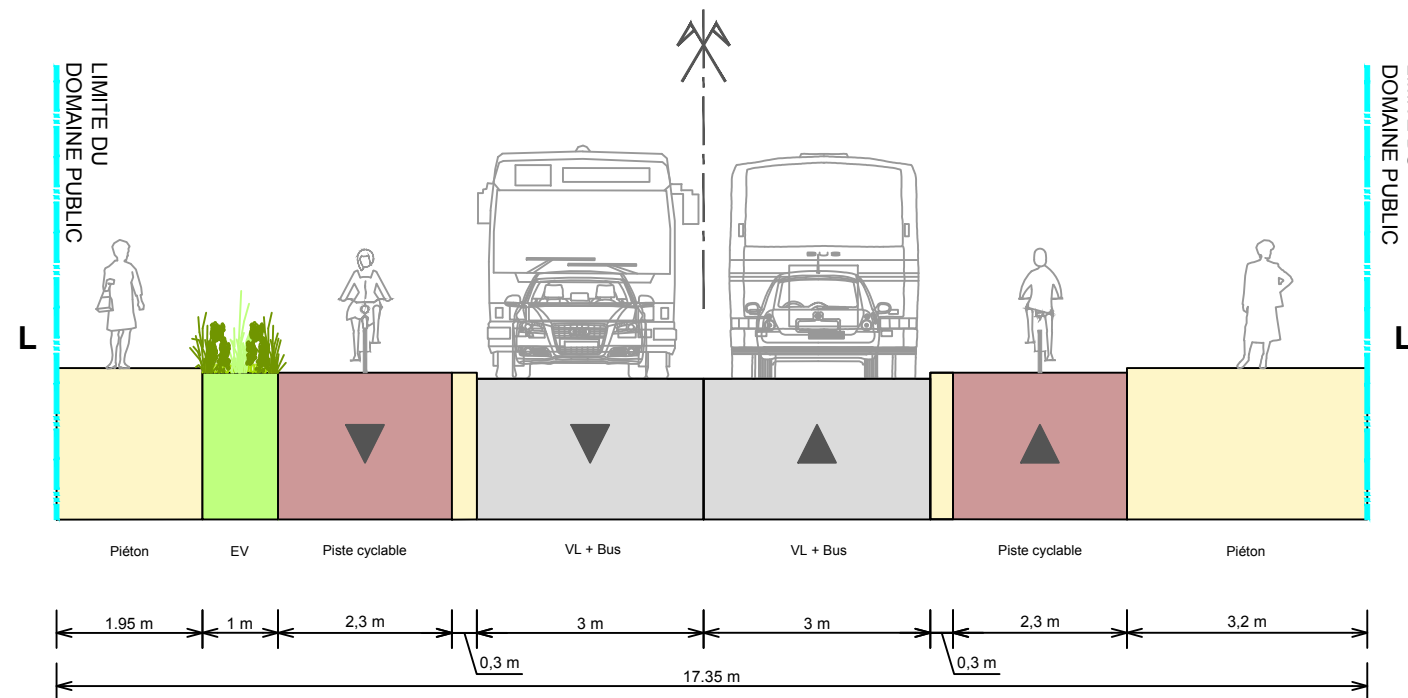 LIMITE DU
DOMAINE PUBLIC
DOMAINE PUBLIC
L
L
Piéton
EV
Piste cyclable
VL + Bus
VL + Bus
Piste cyclable
Piéton
1.95 m
1 m
2,3 m
3 m
3 m
2,3 m
3,2 m
0,3 m
0,3 m
17.35 m